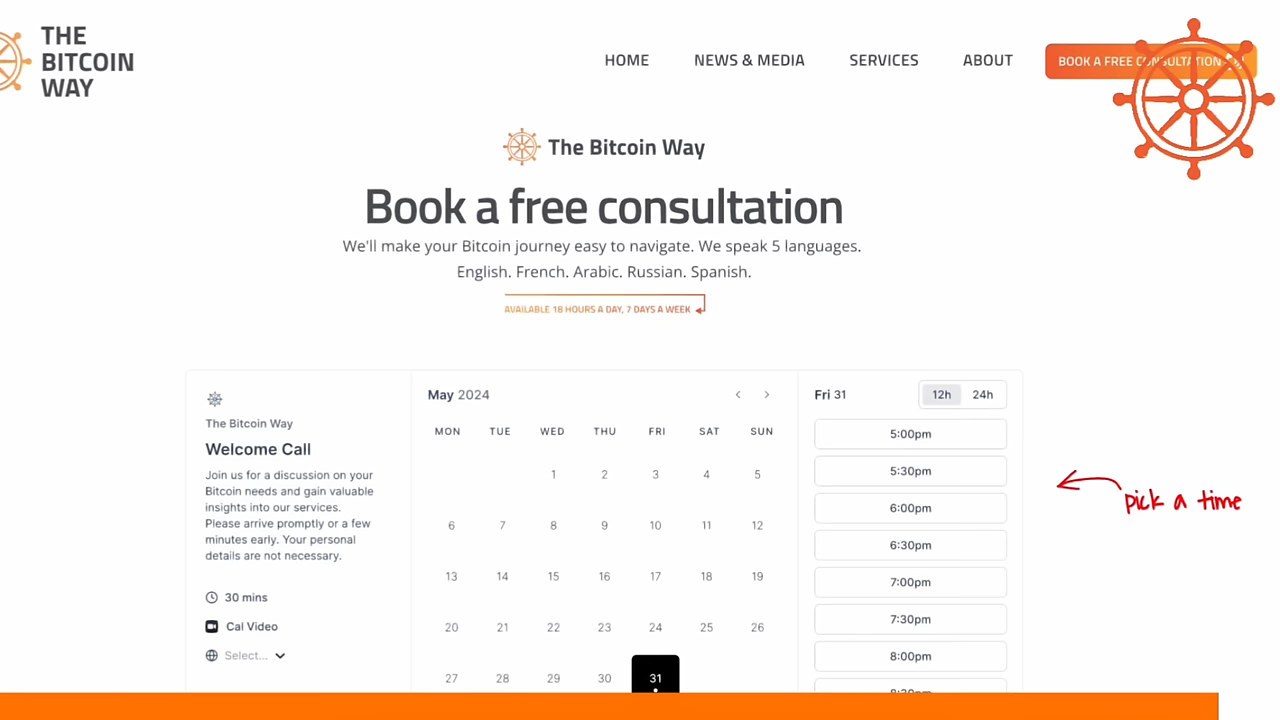 THE
BITCOIN
WAY
HOME NEWS & MEDIA SERVICES ABOUT BOOK A FREE CONSULTATION
The Bitcoin Way
Book a free consultation
We'll make your Bitcoin journey easy to navigate. We speak 5 languages.
English. French. Arabic. Russian. Spanish.
AVAILABLE 18 HOURS A DAY, 7 DAYS A WEEK
The Bitcoin Way
Welcome Call
Join us for a discussion on your
Bitcoin needs and gain valuable
insights into our services.
Please arrive promptly or a few
minutes early. Your personal
details are not necessary.
30 mins
Cal Video
Select...
May 2024
MON TUE WED THU FRI SAT SUN
1 2 3 4 5
6 7 8 9 10 11 12
13 14 15 16 17 18 19
20 21 22 23 24 25 26
27 28 29 30 31
Fri 31 12h 24h
5:00pm
5:30pm
6:00pm
6:30pm
7:00pm
7:30pm
8:00pm
8:30pm
pick a time